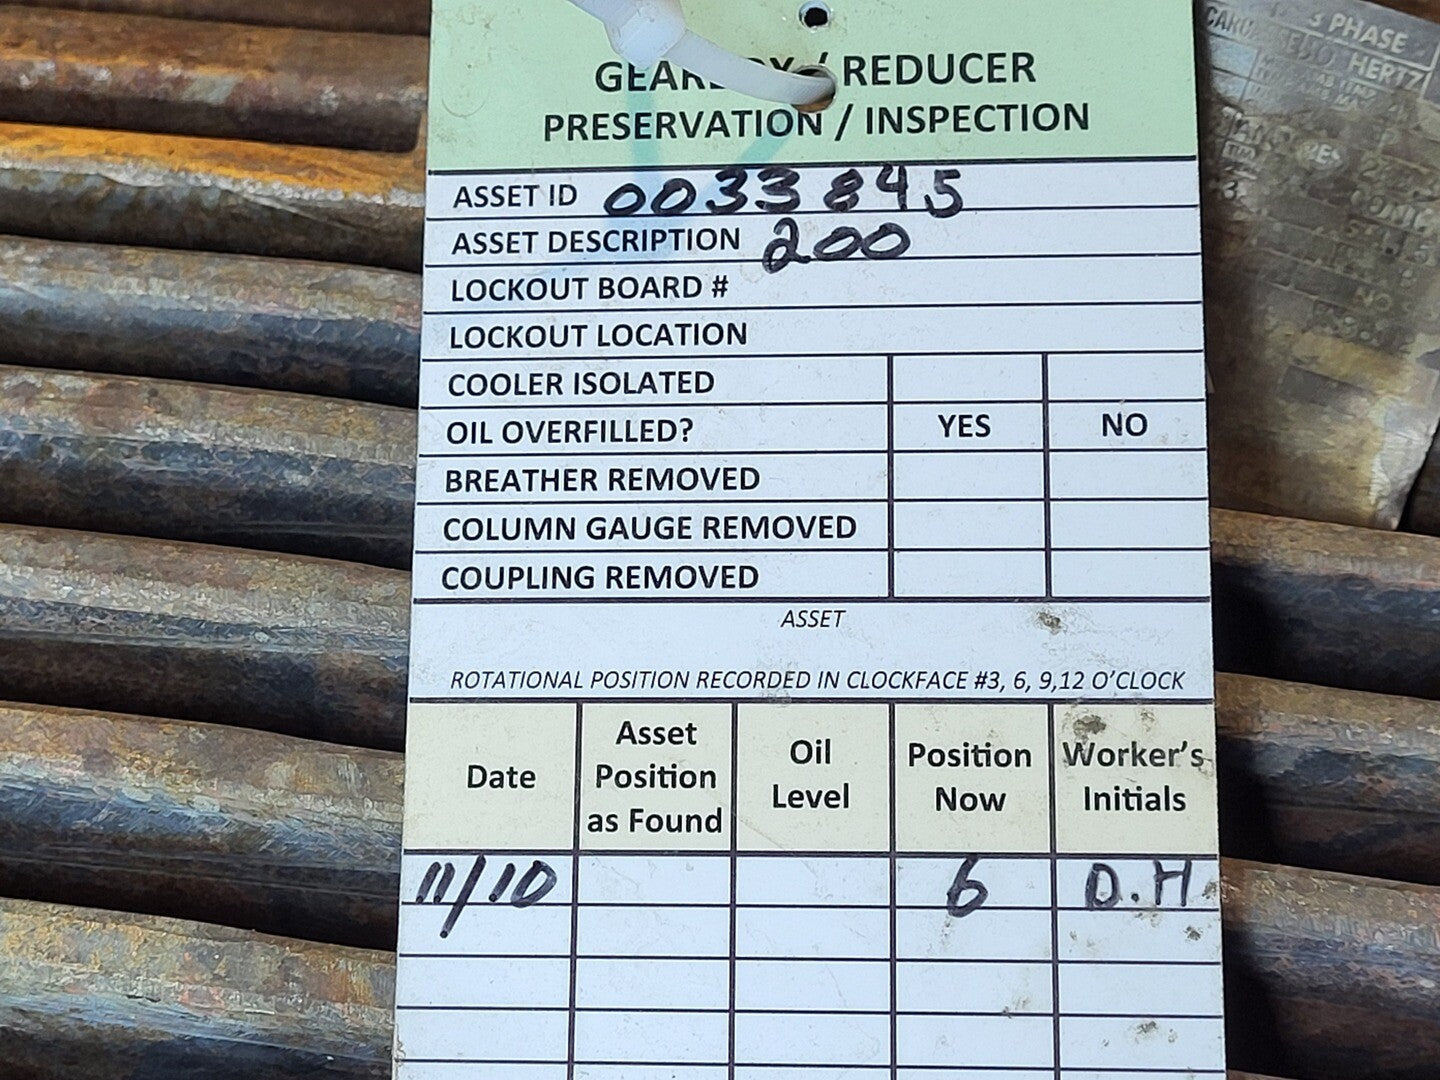 GEARBOX / REDUCER
PRESERVATION / INSPECTION
ASSET ID 0033845
ASSET DESCRIPTION 200
LOCKOUT BOARD #
LOCKOUT LOCATION
COOLER ISOLATED
OIL OVERFILLED? YES NO
BREATHER REMOVED
COLUMN GAUGE REMOVED
COUPLING REMOVED
ASSET
ROTATIONAL POSITION RECORDED IN CLOCKFACE #3, 6, 9,12 O'CLOCK
Date
Asset Position as Found
Oil Level
Position Now
Worker's Initials
11/10 6 D.H.
3 PHASE
HERTZ